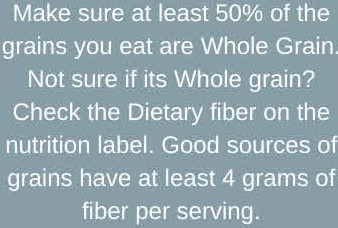 Make sure at least 50% of the
grains you eat are Whole Grain.
Not sure if its Whole grain?
Check the Dietary fiber on the
nutrition label. Good sources of
grains have at least 4 grams of
fiber per serving.